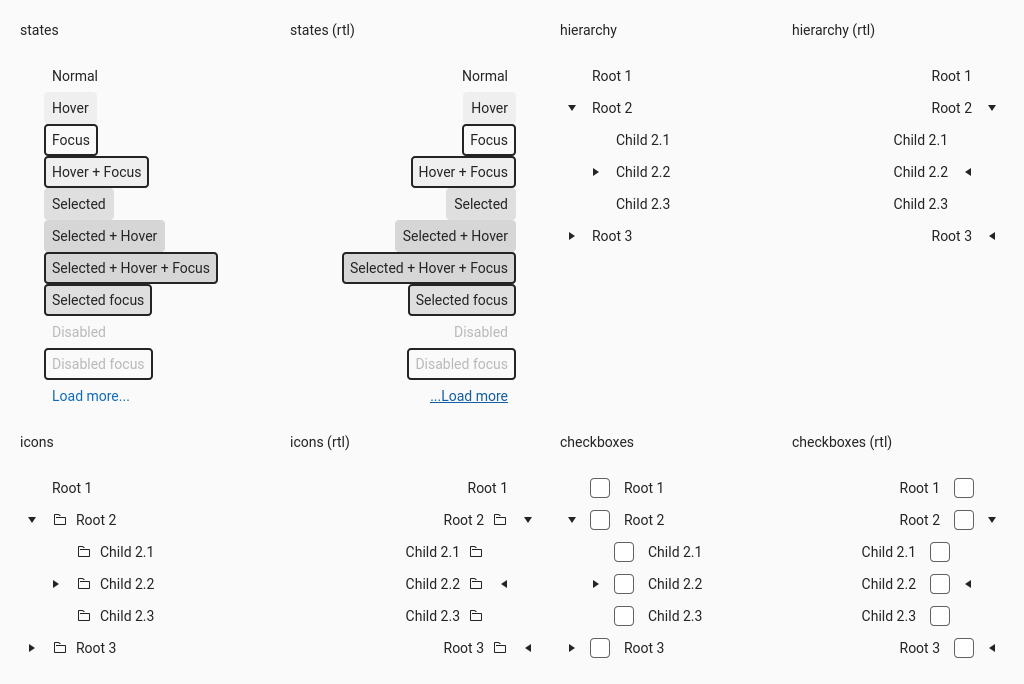 states
Normal
Hover
Focus
Hover + Focus
Selected
Selected + Hover
Selected + Hover + Focus
Selected focus
Disabled
Disabled focus
Load more...
states (rtl)
Normal
Hover
Focus
Hover + Focus
Selected
Selected + Hover
Selected + Hover + Focus
Selected focus
Disabled
Disabled focus
...Load more
hierarchy
Root 1
Root 2
Child 2.1
Child 2.2
Child 2.3
Root 3
hierarchy (rtl)
Root 1
Root 2
Child 2.1
Child 2.2
Child 2.3
Root 3
icons
Root 1
Root 2
Child 2.1
Child 2.2
Child 2.3
Root 3
icons (rtl)
Root 1
Root 2
Child 2.1
Child 2.2
Child 2.3
Root 3
checkboxes
Root 1
Root 2
Child 2.1
Child 2.2
Child 2.3
Root 3
checkboxes (rtl)
Root 1
Root 2
Child 2.1
Child 2.2
Child 2.3
Root 3